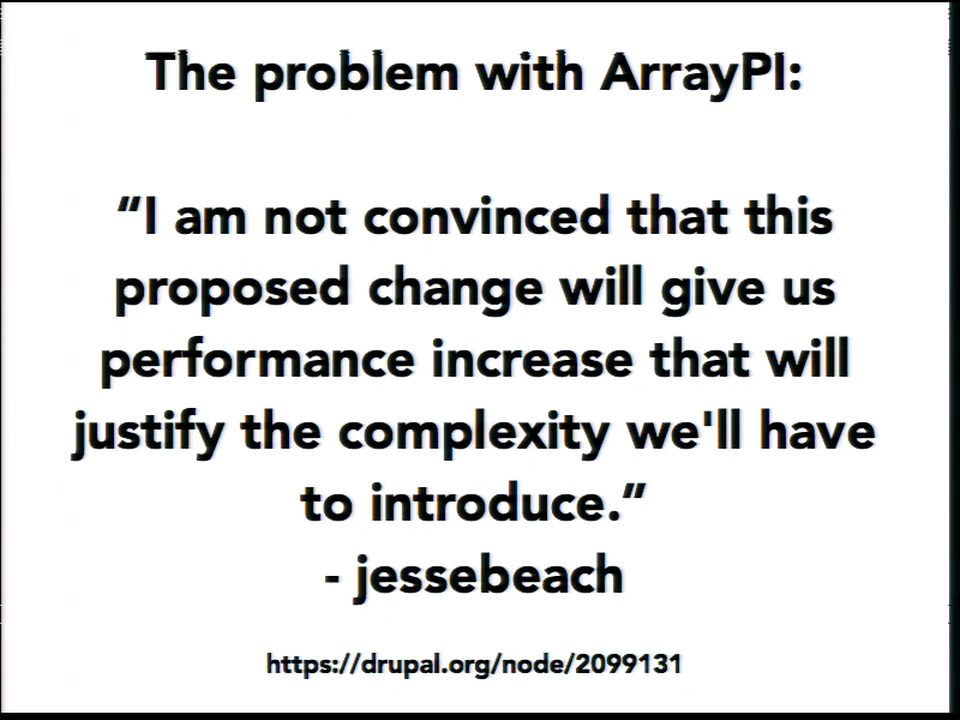 The problem with ArrayPI:
“I am not convinced that this
proposed change will give us
performance increase that will
justify the complexity we'll have
to introduce.”
- jessebeach
https://drupal.org/node/2099131